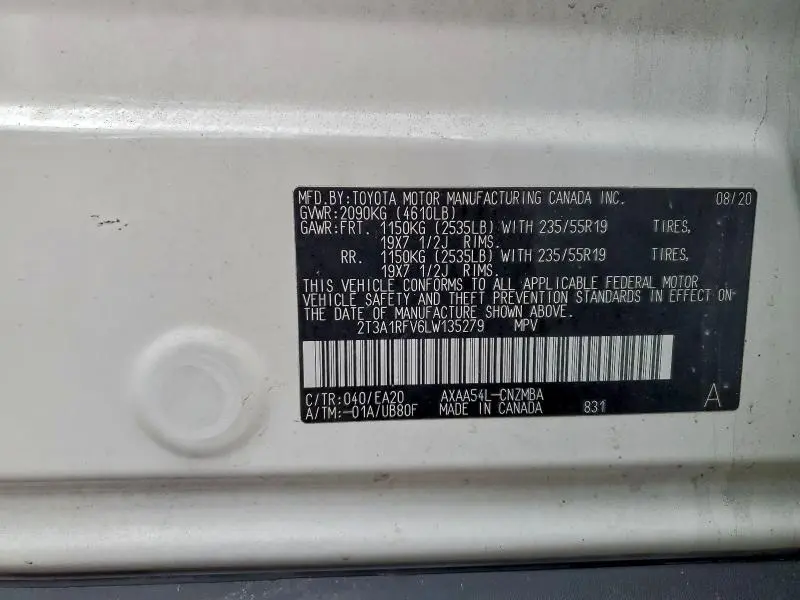 MFD.BY:TOYOTA MOTOR MANUFACTURING CANADA INC. 08/20
GVWR:2090KG (4610LB)
GAWR:FRT. 1150KG (2535LB) WITH 235/55R19 TIRES,
19X7 1/2J RIMS.
RR. 1150KG (2535LB) WITH 235/55R19 TIRES,
19X7 1/2J RIMS.
THIS VEHICLE CONFORMS TO ALL APPLICABLE FEDERAL MOTOR
VEHICLE SAFETY AND THEFT PREVENTION STANDARDS IN EFFECT ON
THE DATE OF MANUFACTURE SHOWN ABOVE.
2T3A1RFV6LW135279 MPV
C/TR:040/EA20 AXAA54L-CNZMBA
A/TM:-01A/UB80F MADE IN CANADA 831 A